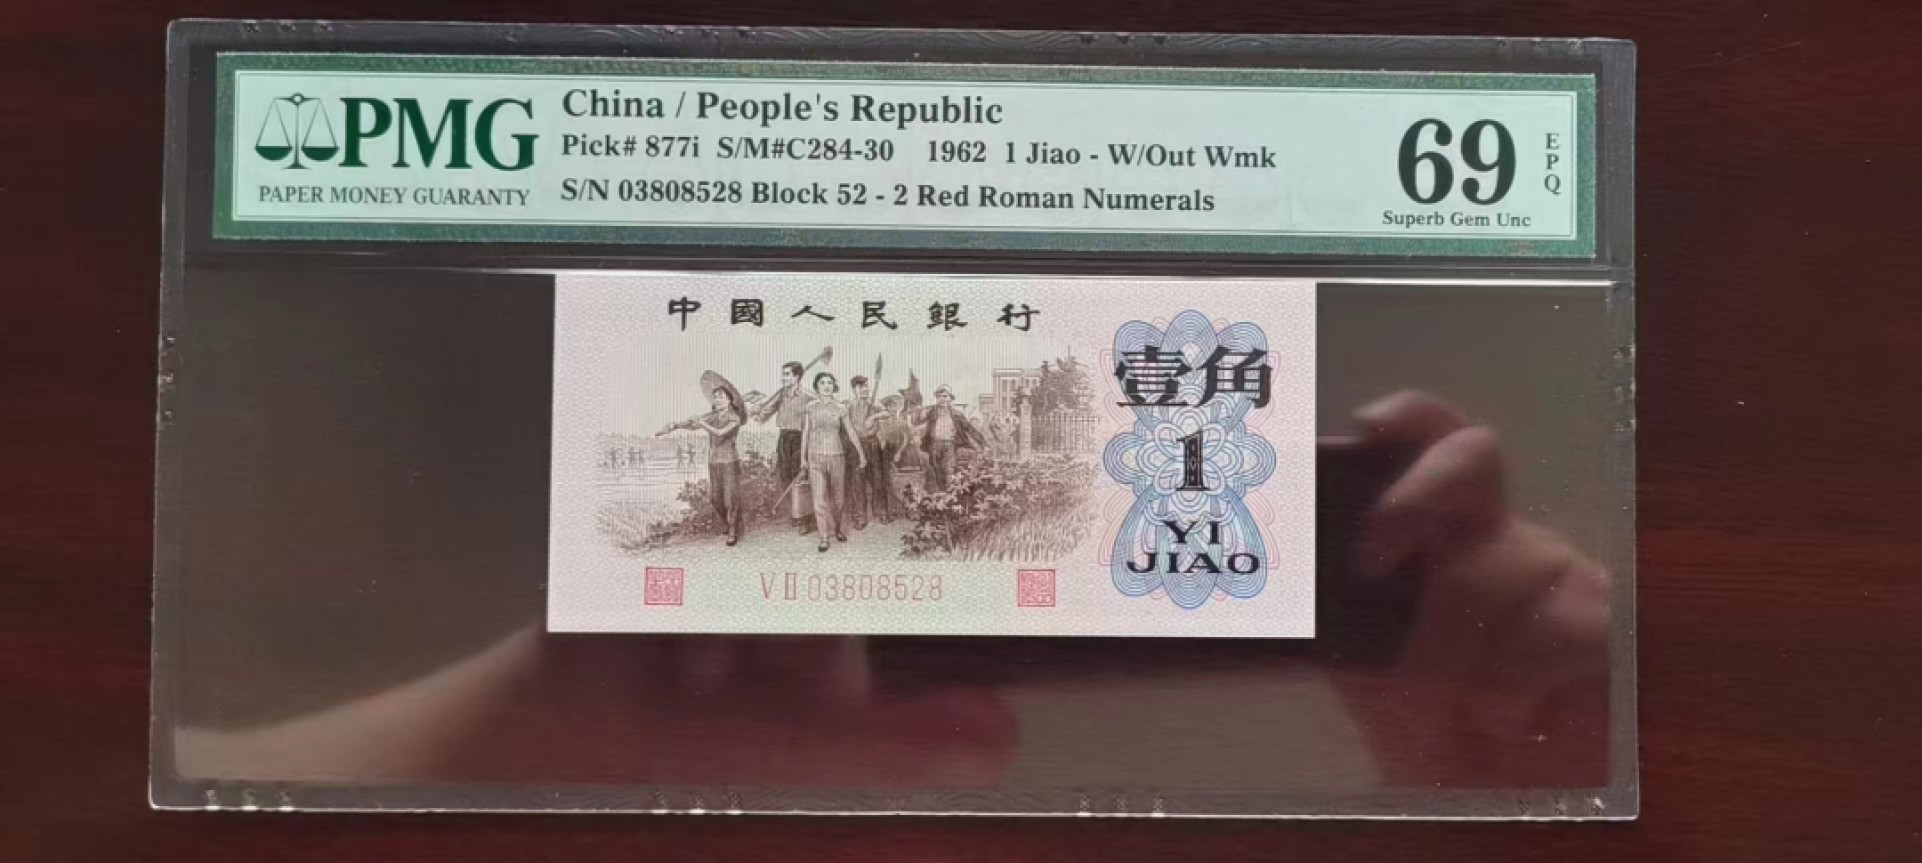 PMG
PAPER MONEY GUARANTY
China / People's Republic
Pick# 877i S/M#C284-30 1962 1 Jiao - W/Out Wmk
S/N 03808528 Block 52 - 2 Red Roman Numerals
69
EPQ
Superb Gem Unc
中國人民銀行
壹角
1
YI
JIAO
V II 03808528